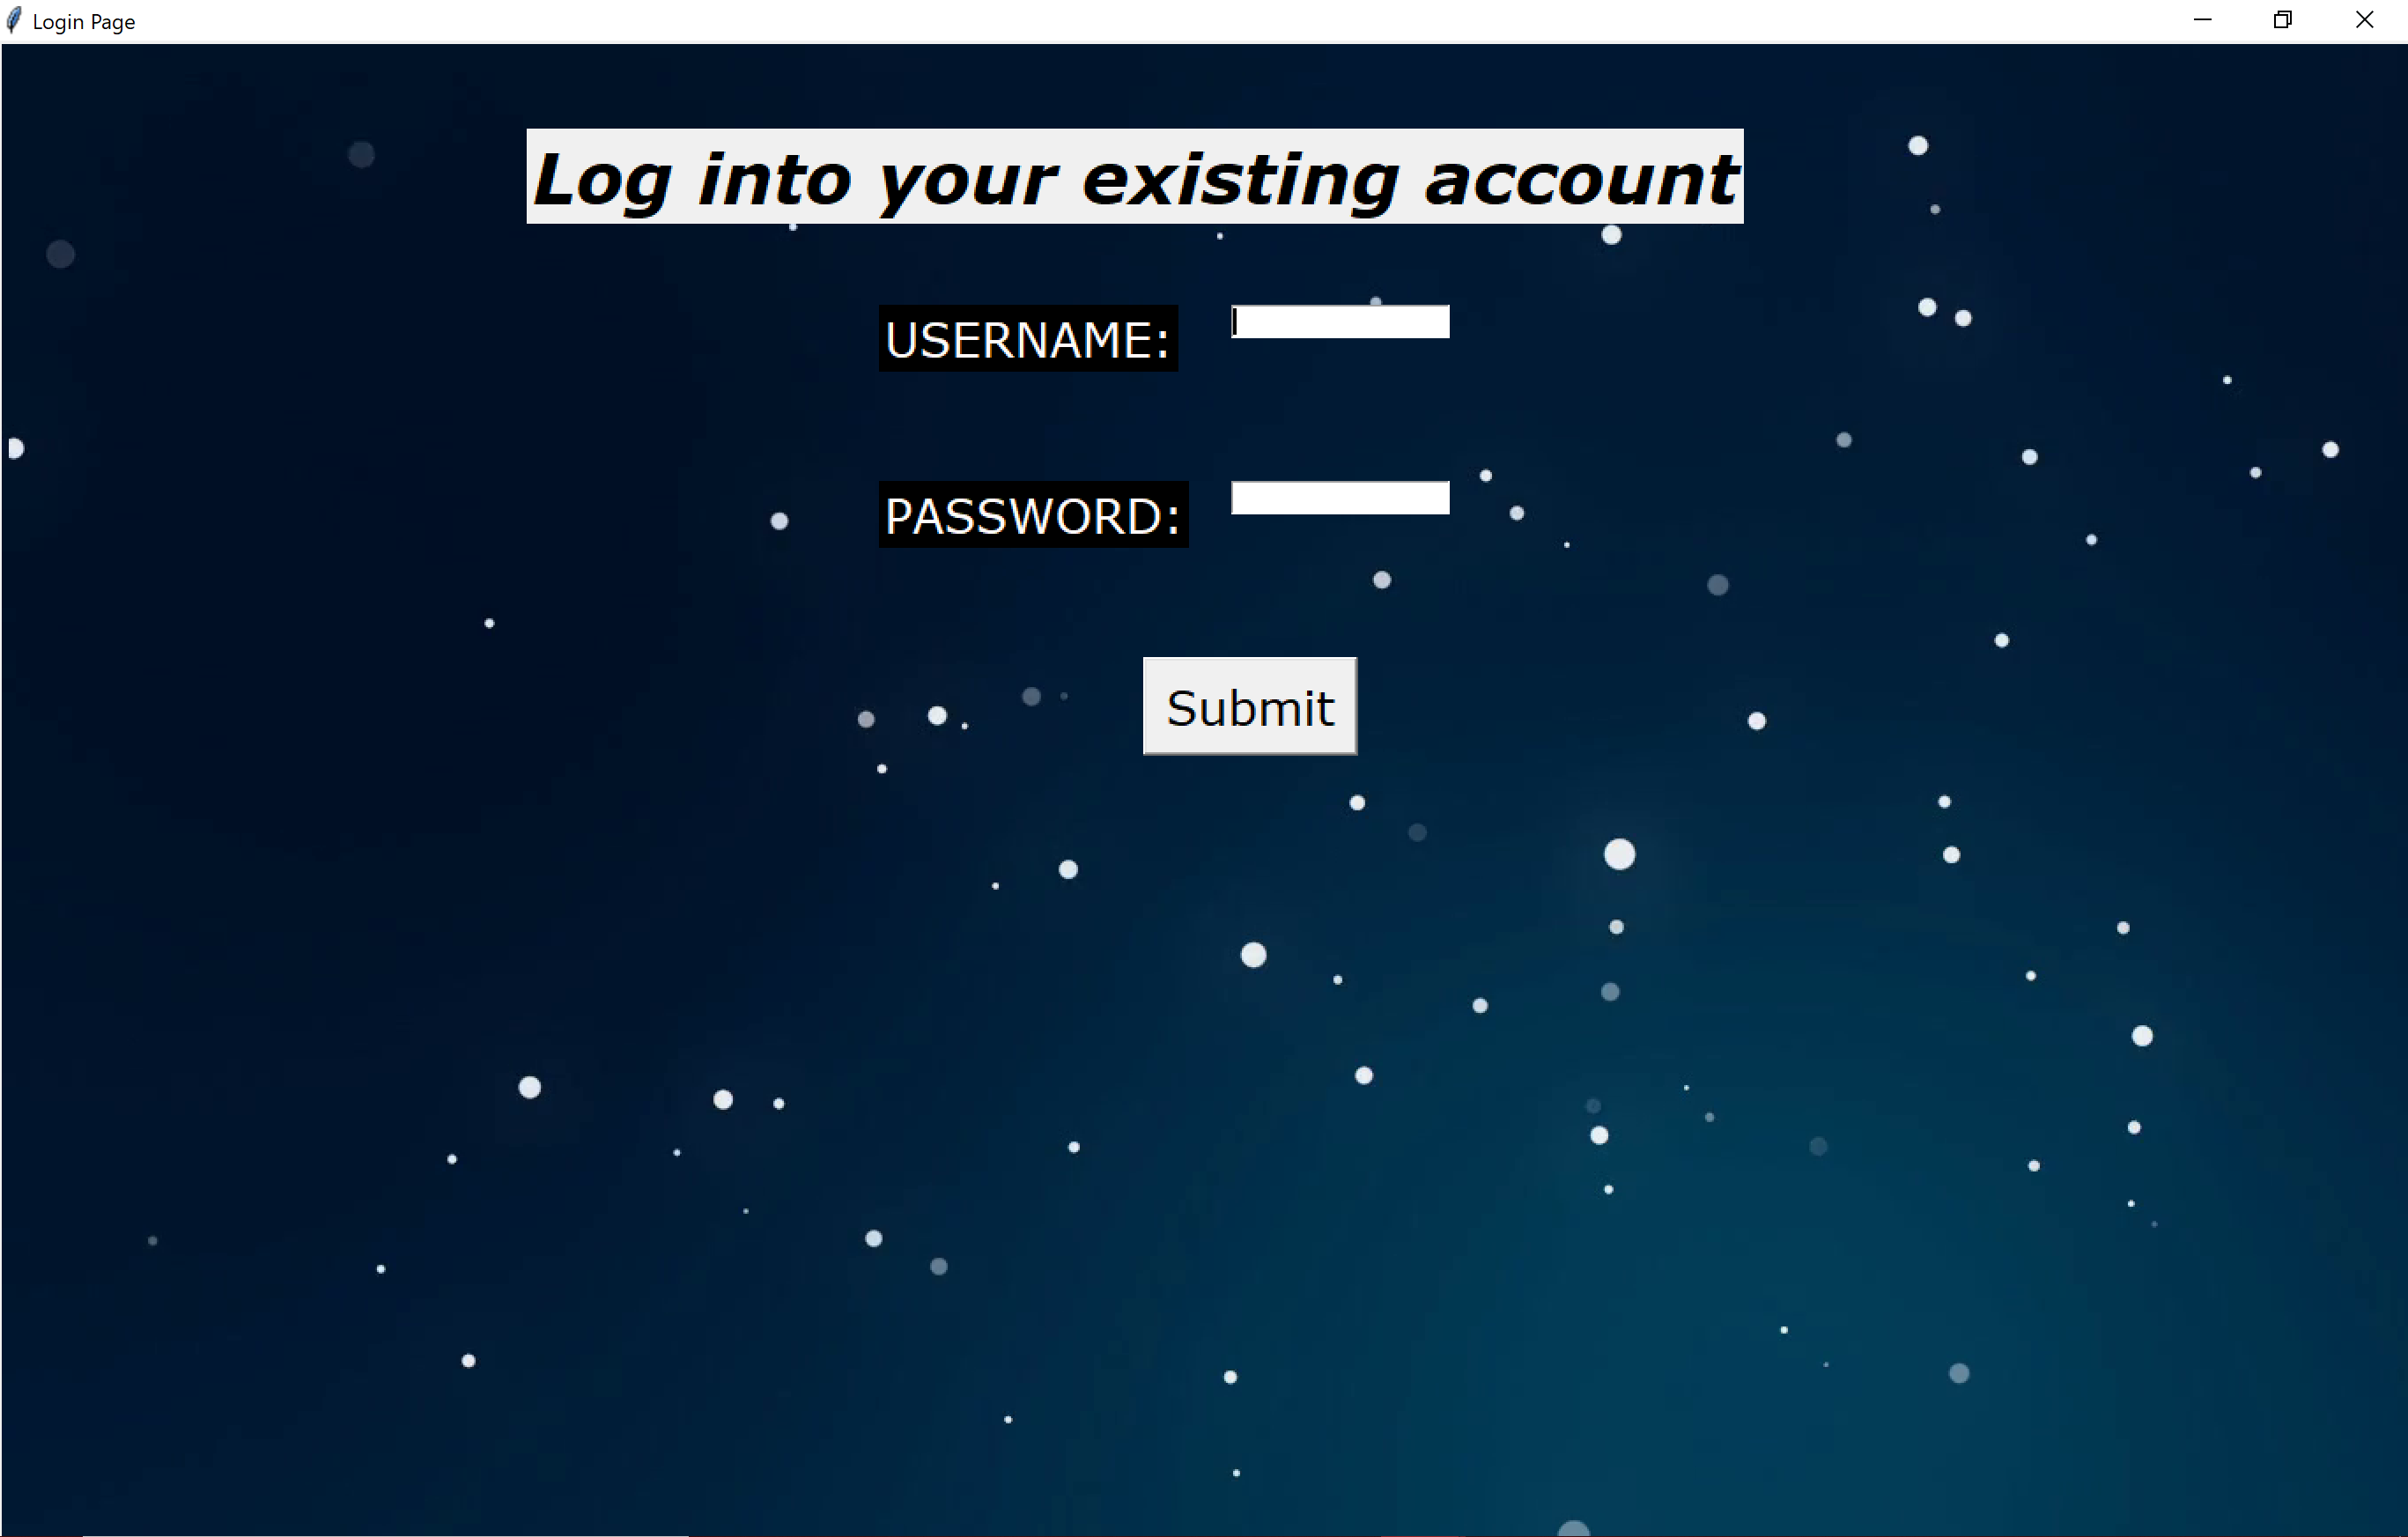 Login Page
Log into your existing account
USERNAME:
PASSWORD:
Submit